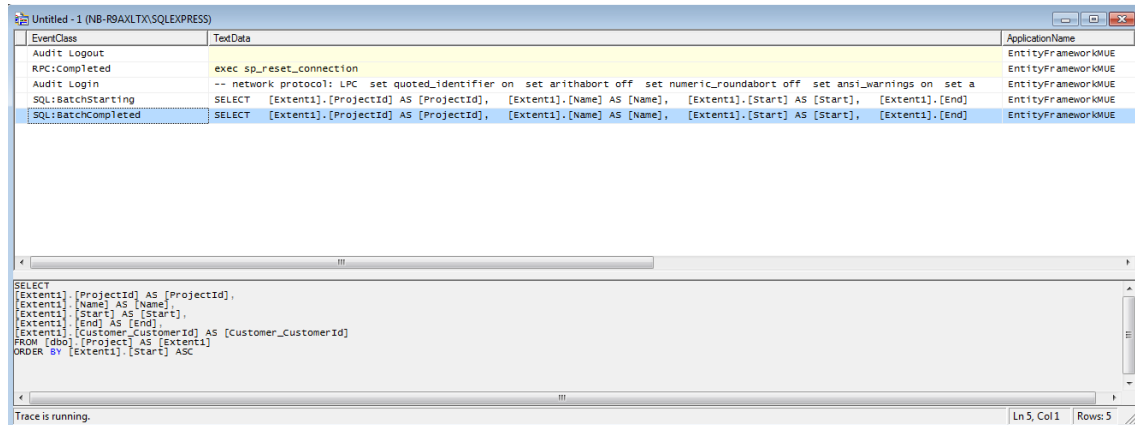 Untitled - 1 (NB-R9AXLTX\SQLEXPRESS)
EventClass TextData ApplicationName
Audit Logout EntityFrameworkMUE
RPC:Completed exec sp_reset_connection EntityFrameworkMUE
Audit Login -- network protocol: LPC set quoted_identifier on set arithabort off set numeric_roundabort off set ansi_warnings on set a EntityFrameworkMUE
SQL:BatchStarting SELECT [Extent1].[ProjectId] AS [ProjectId], [Extent1].[Name] AS [Name], [Extent1].[Start] AS [Start], [Extent1].[End] EntityFrameworkMUE
SQL:BatchCompleted SELECT [Extent1].[ProjectId] AS [ProjectId], [Extent1].[Name] AS [Name], [Extent1].[Start] AS [Start], [Extent1].[End] EntityFrameworkMUE
SELECT
[Extent1].[ProjectId] AS [ProjectId],
[Extent1].[Name] AS [Name],
[Extent1].[Start] AS [Start],
[Extent1].[End] AS [End],
[Extent1].[Customer_CustomerId] AS [Customer_CustomerId]
FROM [dbo].[Project] AS [Extent1]
ORDER BY [Extent1].[Start] ASC
Trace is running. Ln 5, Col 1 Rows: 5